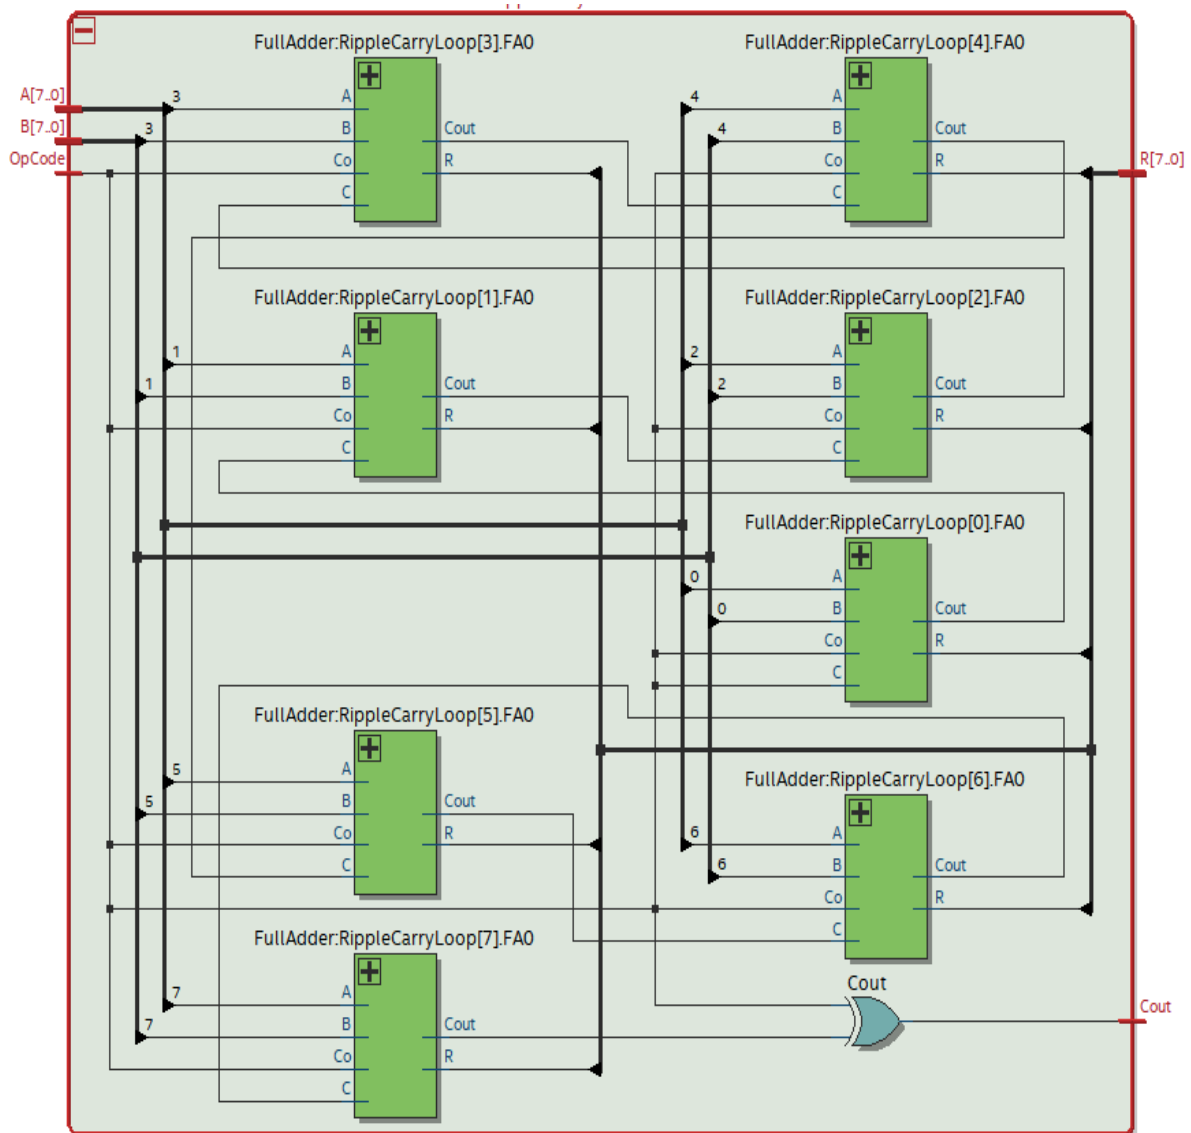 FullAdder:RippleCarryLoop[3].FA0
FullAdder:RippleCarryLoop[4].FA0
A[7..0]
B[7..0]
OpCode
3
3
A
B
Co
C
Cout
R
4
4
A
B
Co
C
Cout
R
R[7..0]
FullAdder:RippleCarryLoop[1].FA0
FullAdder:RippleCarryLoop[2].FA0
1
1
A
B
Co
C
Cout
R
2
2
A
B
Co
C
Cout
R
FullAdder:RippleCarryLoop[0].FA0
0
0
A
B
Co
C
Cout
R
FullAdder:RippleCarryLoop[5].FA0
5
5
A
B
Co
C
Cout
R
FullAdder:RippleCarryLoop[6].FA0
6
6
A
B
Co
C
Cout
R
FullAdder:RippleCarryLoop[7].FA0
7
7
A
B
Co
C
Cout
R
Cout
Cout